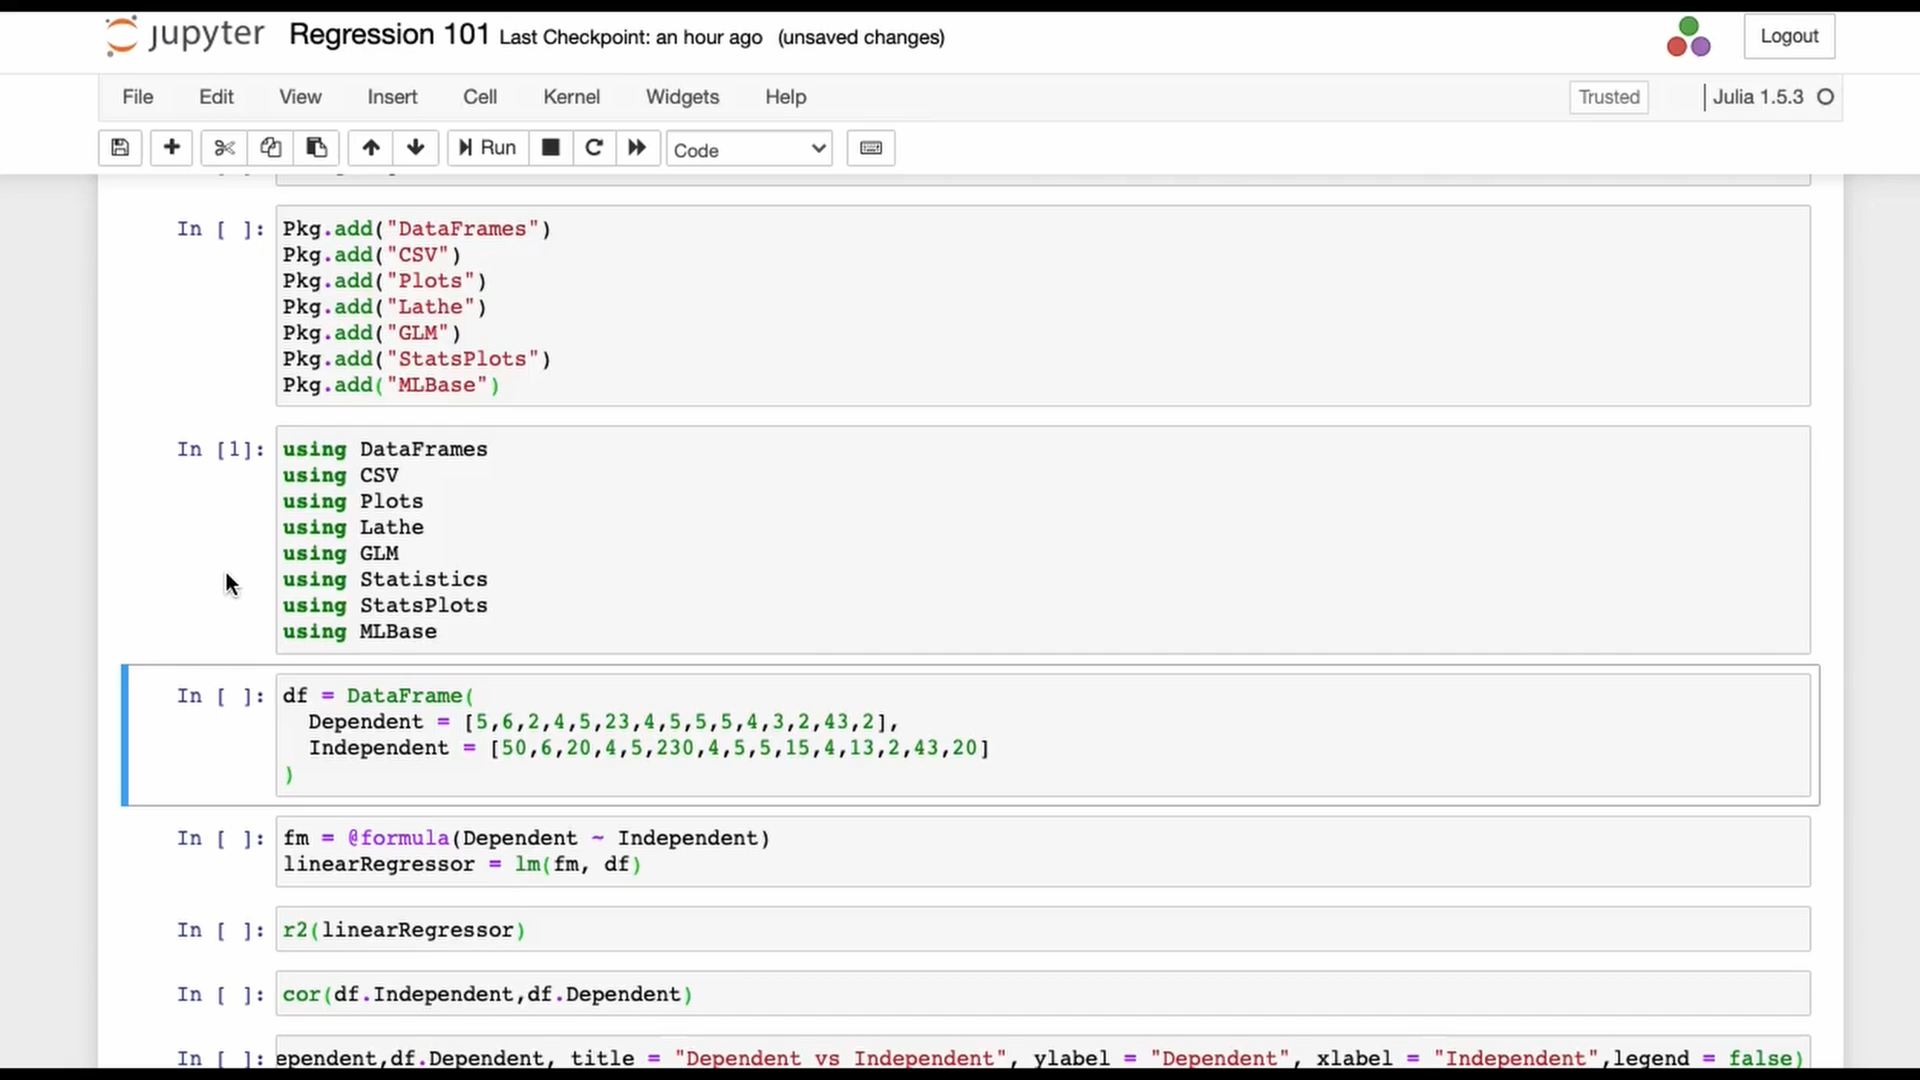 jupyter Regression 101 Last Checkpoint: an hour ago (unsaved changes) Logout
File Edit View Insert Cell Kernel Widgets Help Trusted Julia 1.5.3
Run Code
In [ ]: Pkg.add("DataFrames")
Pkg.add("CSV")
Pkg.add("Plots")
Pkg.add("Lathe")
Pkg.add("GLM")
Pkg.add("StatsPlots")
Pkg.add("MLBase")
In [1]: using DataFrames
using CSV
using Plots
using Lathe
using GLM
using Statistics
using StatsPlots
using MLBase
In [ ]: df = DataFrame(
Dependent = [5,6,2,4,5,23,4,5,5,5,4,3,2,43,2],
Independent = [50,6,20,4,5,230,4,5,5,15,4,13,2,43,20]
)
In [ ]: fm = @formula(Dependent ~ Independent)
linearRegressor = lm(fm, df)
In [ ]: r2(linearRegressor)
In [ ]: cor(df.Independent,df.Dependent)
In [ ]: ependent,df.Dependent, title = "Dependent vs Independent", ylabel = "Dependent", xlabel = "Independent",legend = false)